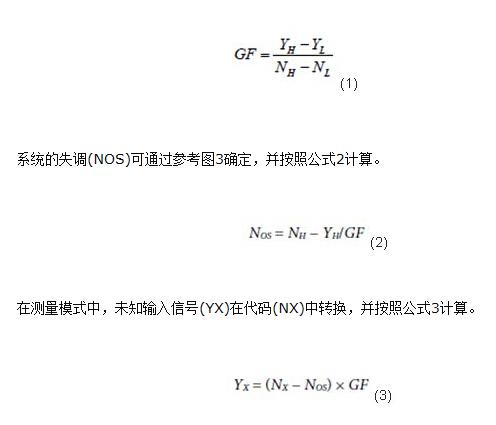 GF = (Y_H − Y_L) / (N_H − N_L) (1)
系统的失调(NOS)可通过参考图3确定，并按照公式2计算。
N_OS = N_H − Y_H/GF (2)
在测量模式中，未知输入信号(YX)在代码(NX)中转换，并按照公式3计算。
Y_X = (N_X − N_OS) × GF (3)